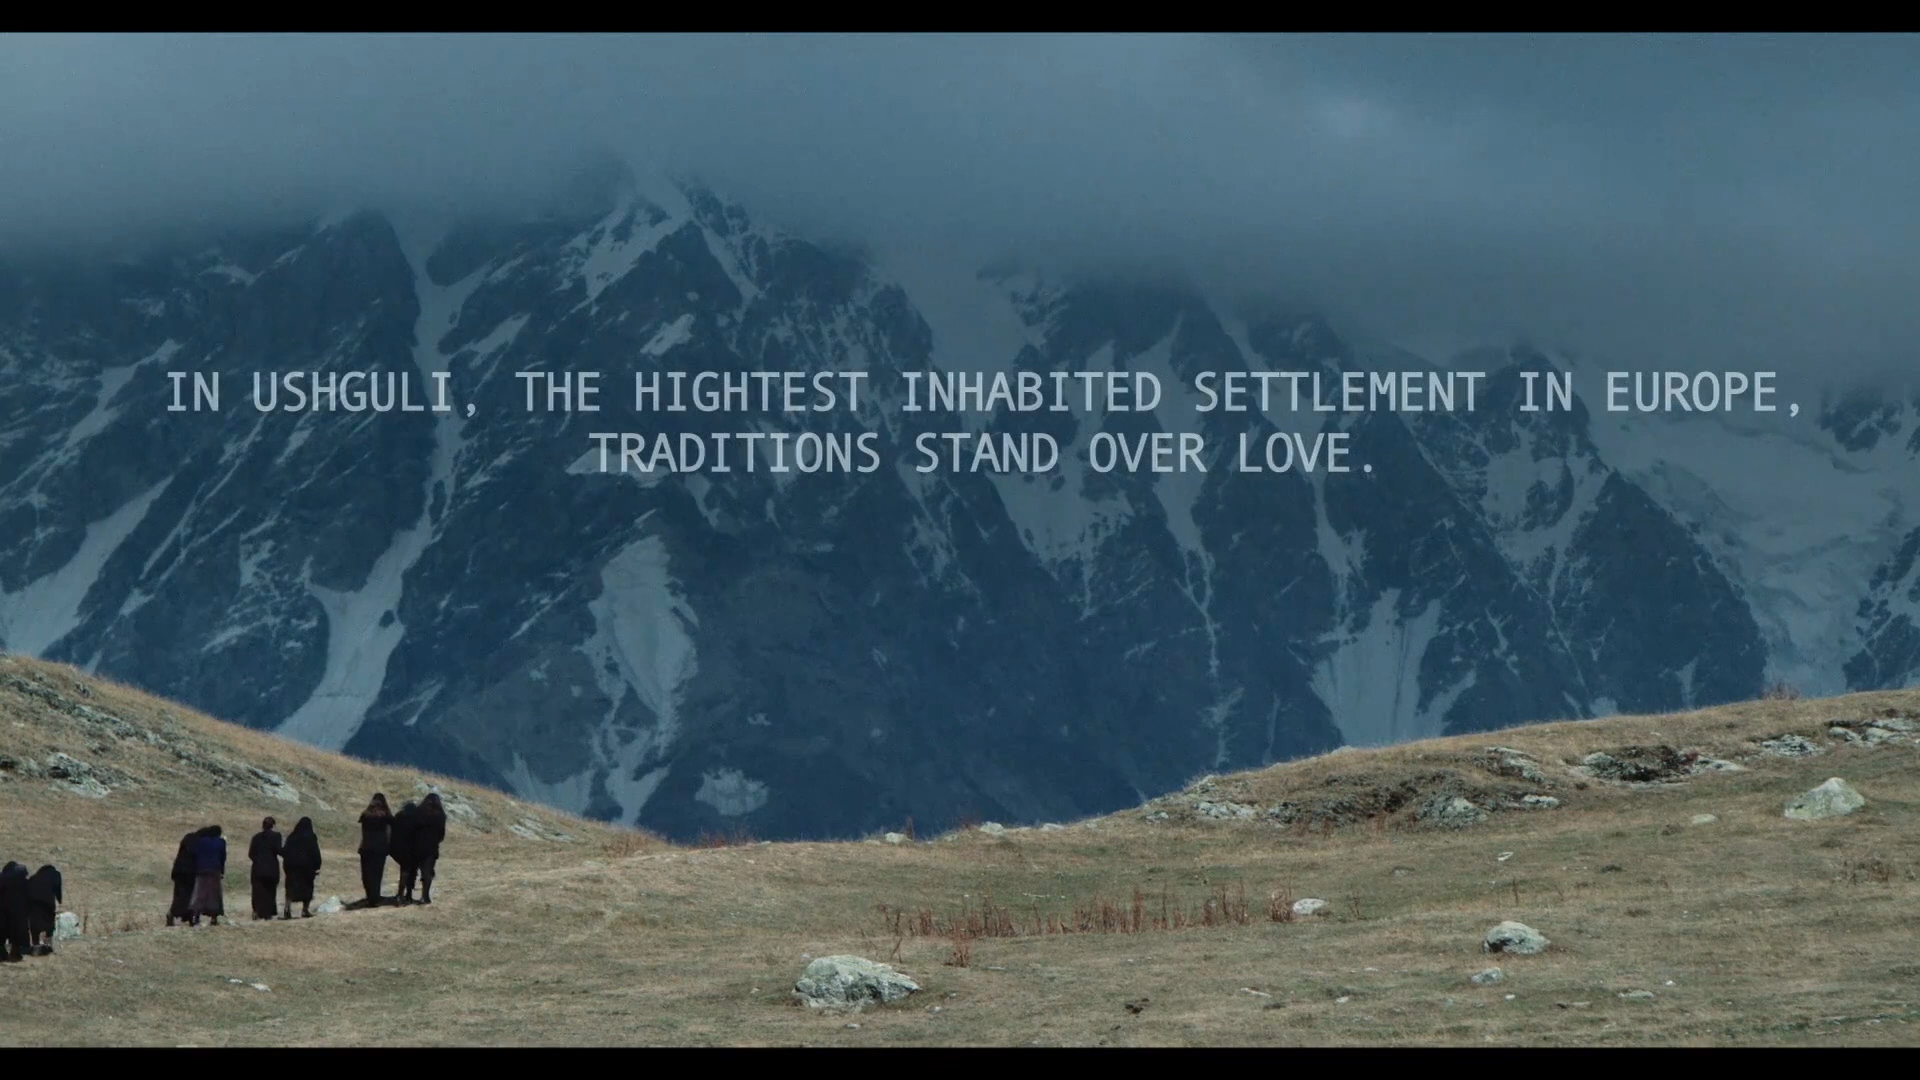 IN USHGULI, THE HIGHTEST INHABITED SETTLEMENT IN EUROPE,
TRADITIONS STAND OVER LOVE.